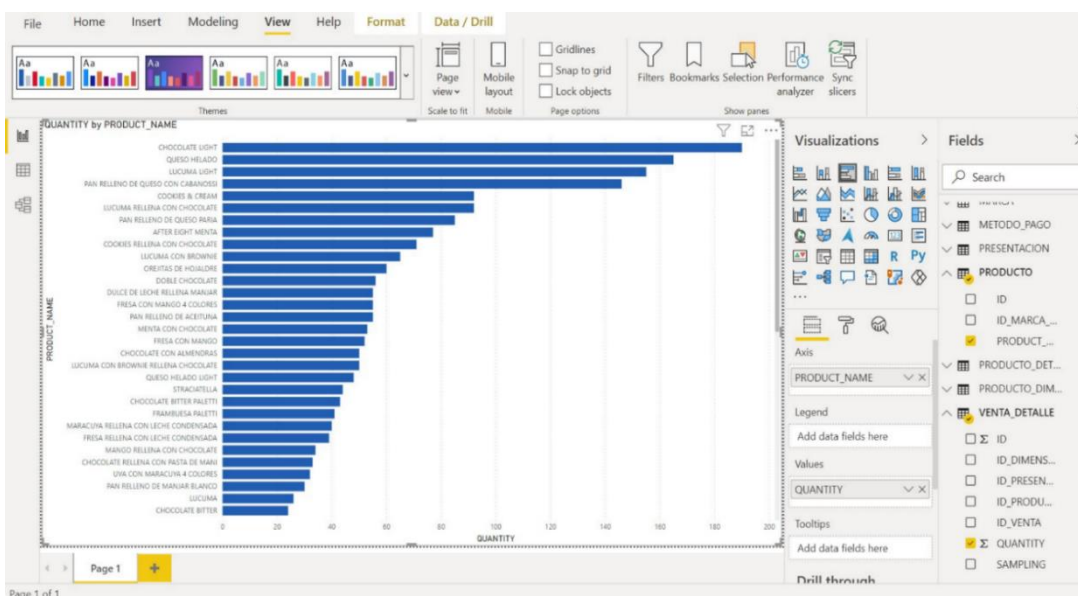 File Home Insert Modeling View Help Format Data / Drill
Aa Aa Aa Aa Aa Aa
Themes
Page view
Scale to fit
Mobile layout
Mobile
Gridlines
Snap to grid
Lock objects
Page options
Filters Bookmarks Selection Performance analyzer Sync slicers
Show panes
QUANTITY by PRODUCT_NAME
PRODUCT_NAME
CHOCOLATE LIGHT
QUESO HELADO
LUCUMA LIGHT
PAN RELLENO DE QUESO CON CABANOSSI
COOKIES & CREAM
LUCUMA RELLENA CON CHOCOLATE
PAN RELLENO DE QUESO PARIA
AFTER EIGHT MENTA
COOKIES RELLENA CON CHOCOLATE
LUCUMA CON BROWNIE
OREJITAS DE HOJALDRE
DOBLE CHOCOLATE
DULCE DE LECHE RELLENA MANJAR
FRESA CON MANGO 4 COLORES
PAN RELLENO DE ACEITUNA
MENTA CON CHOCOLATE
FRESA CON MANGO
CHOCOLATE CON ALMENDRAS
LUCUMA CON BROWNIE RELLENA CHOCOLATE
QUESO HELADO LIGHT
STRACIATELLA
CHOCOLATE BITTER PALETTI
FRAMBUESA PALETTI
MARACUYA RELLENA CON LECHE CONDENSADA
FRESA RELLENA CON LECHE CONDENSADA
MANGO RELLENA CON CHOCOLATE
CHOCOLATE RELLENA CON PASTA DE MANI
UVA CON MARACUYA 4 COLORES
PAN RELLENO DE MANJAR BLANCO
LUCUMA
CHOCOLATE BITTER
0 20 40 60 80 100 120 140 160 180 200
QUANTITY
Page 1
Page 1 of 1
Visualizations
R Py
Axis
PRODUCT_NAME
Legend
Add data fields here
Values
QUANTITY
Tooltips
Add data fields here
Drill through
Fields
Search
MARCA
METODO_PAGO
PRESENTACION
PRODUCTO
ID
ID_MARCA_...
PRODUCT_...
PRODUCTO_DET...
PRODUCTO_DIM...
VENTA_DETALLE
Σ ID
ID_DIMENS...
ID_PRESEN...
ID_PRODU...
ID_VENTA
Σ QUANTITY
SAMPLING